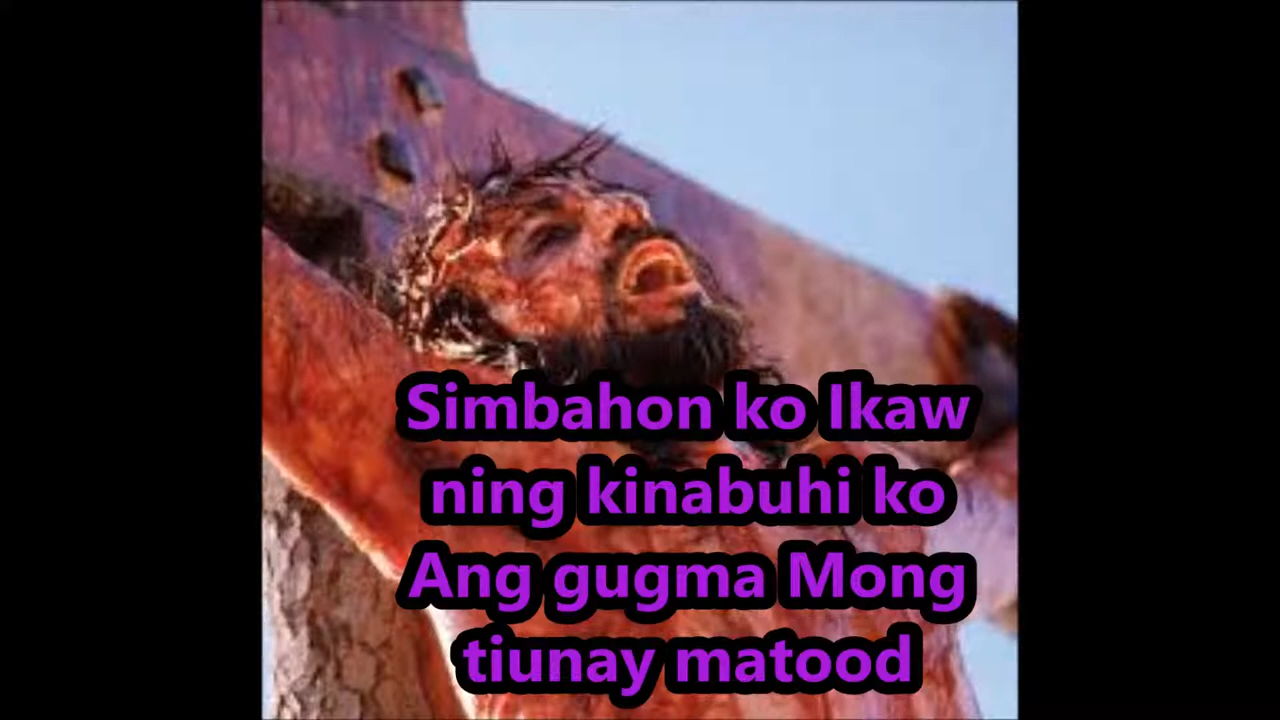 Simbahon ko Ikaw
ning kinabuhi ko
Ang gugma Mong
tiunay matood